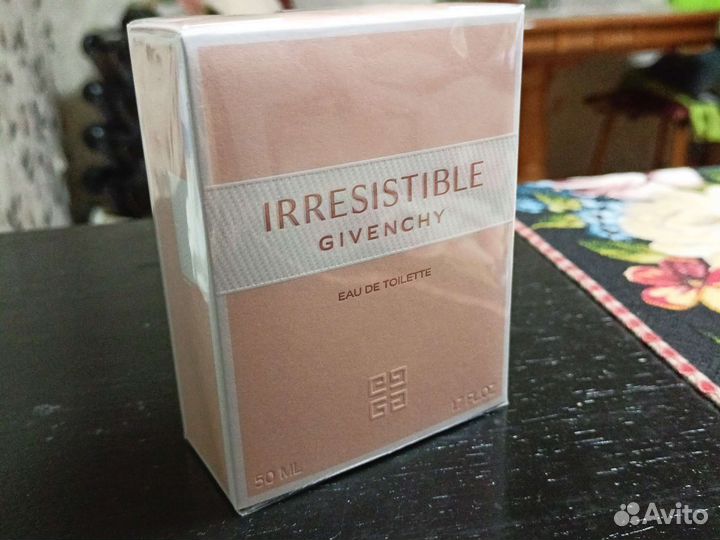 IRRESISTIBLE
GIVENCHY
EAU DE TOILETTE
50 ML
1.7 FL.OZ
Avito